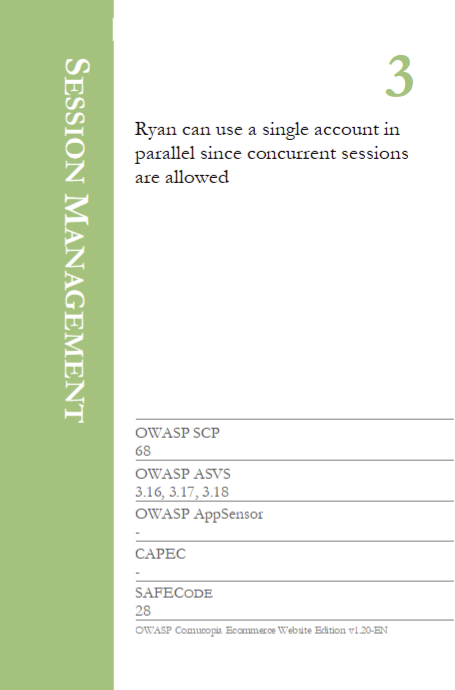 SESSION MANAGEMENT
3
Ryan can use a single account in
parallel since concurrent sessions
are allowed
OWASP SCP
68
OWASP ASVS
3.16, 3.17, 3.18
OWASP AppSensor
-
CAPEC
-
SAFECODE
28
OWASP Cornucopia Ecommerce Website Edition v1.20-EN